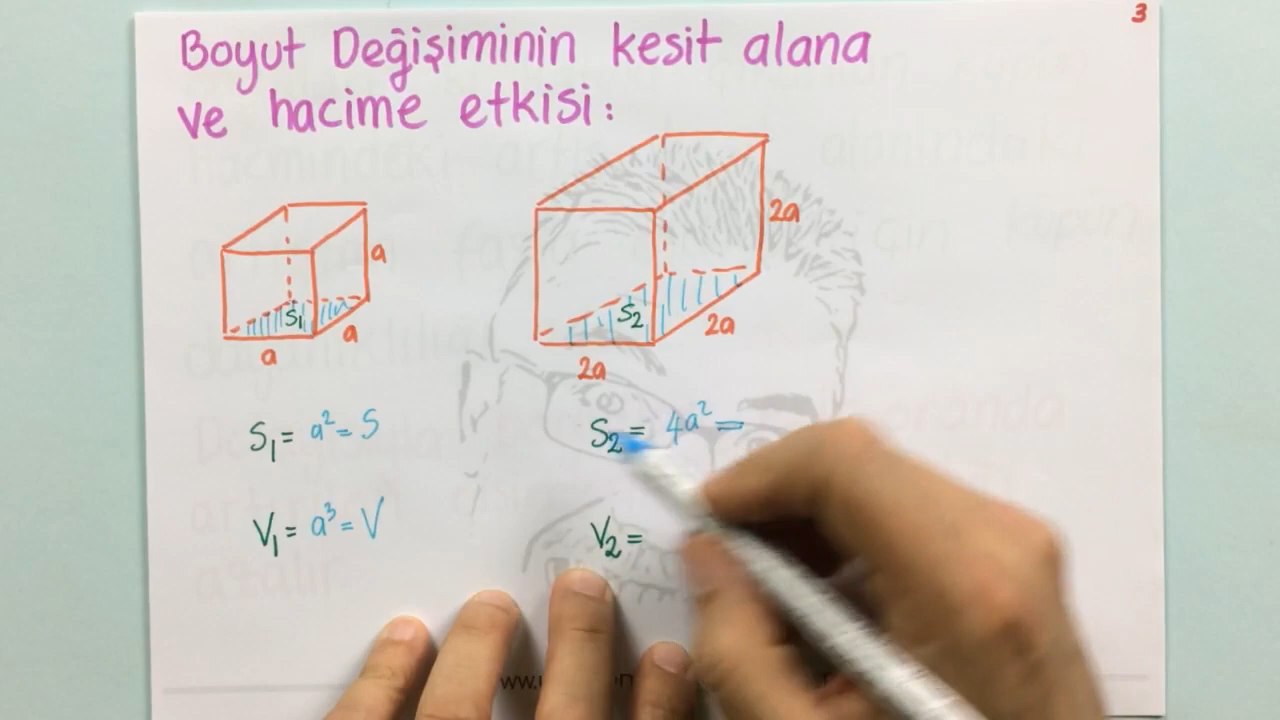 3
Boyut Değişiminin kesit alana
ve hacime etkisi:
a
S₁
a
a
2a
S₂
2a
2a
S₁ = a² = S
S₂ = 4a² =
V₁ = a³ = V
V₂ =